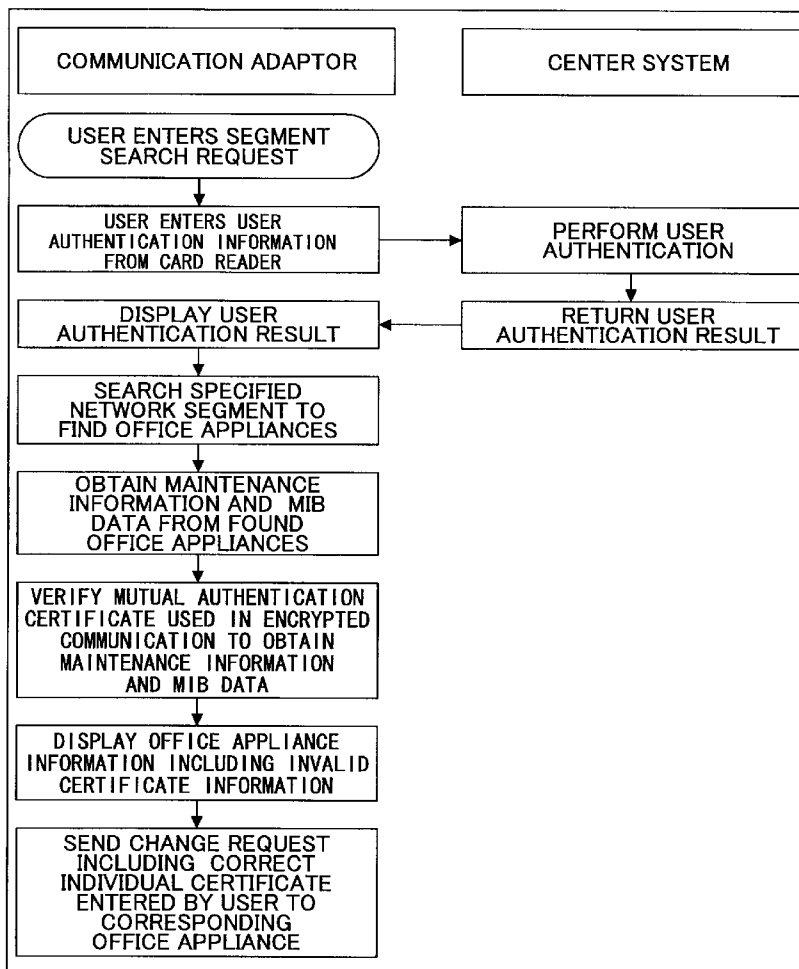 COMMUNICATION ADAPTOR
CENTER SYSTEM
USER ENTERS SEGMENT
SEARCH REQUEST
USER ENTERS USER
AUTHENTICATION INFORMATION
FROM CARD READER
PERFORM USER
AUTHENTICATION
DISPLAY USER
AUTHENTICATION RESULT
RETURN USER
AUTHENTICATION RESULT
SEARCH SPECIFIED
NETWORK SEGMENT TO
FIND OFFICE APPLIANCES
OBTAIN MAINTENANCE
INFORMATION AND MIB
DATA FROM FOUND
OFFICE APPLIANCES
VERIFY MUTUAL AUTHENTICATION
CERTIFICATE USED IN ENCRYPTED
COMMUNICATION TO OBTAIN
MAINTENANCE INFORMATION
AND MIB DATA
DISPLAY OFFICE APPLIANCE
INFORMATION INCLUDING INVALID
CERTIFICATE INFORMATION
SEND CHANGE REQUEST
INCLUDING CORRECT
INDIVIDUAL CERTIFICATE
ENTERED BY USER TO
CORRESPONDING
OFFICE APPLIANCE